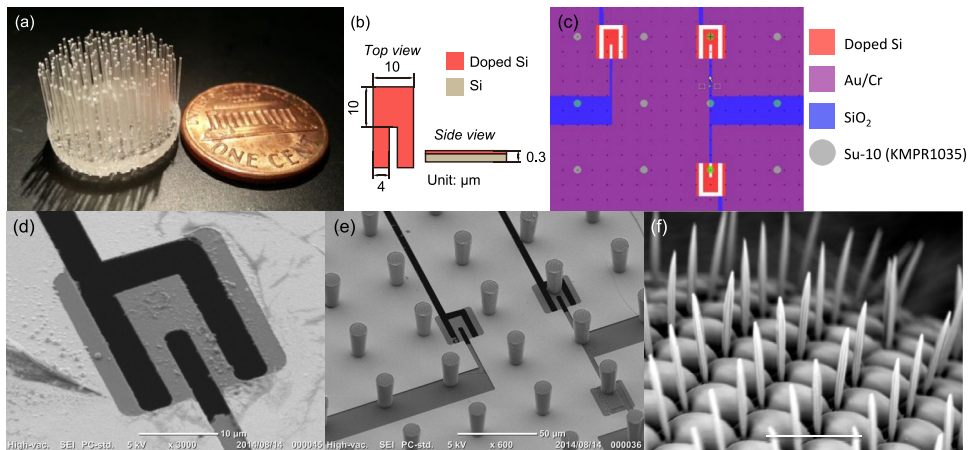 (a)
ONE CENT
(b)
Top view
10
10
4
Doped Si
Si
Side view
0.3
Unit: µm
(c)
Doped Si
Au/Cr
SiO₂
Su-10 (KMPR1035)
(d)
High-vac. SEI PC-std. 5 kV x 3000 10 µm 2014/08/14 000045
(e)
High-vac. SEI PC-std. 5 kV x 600 50 µm 2014/08/14 000036
(f)